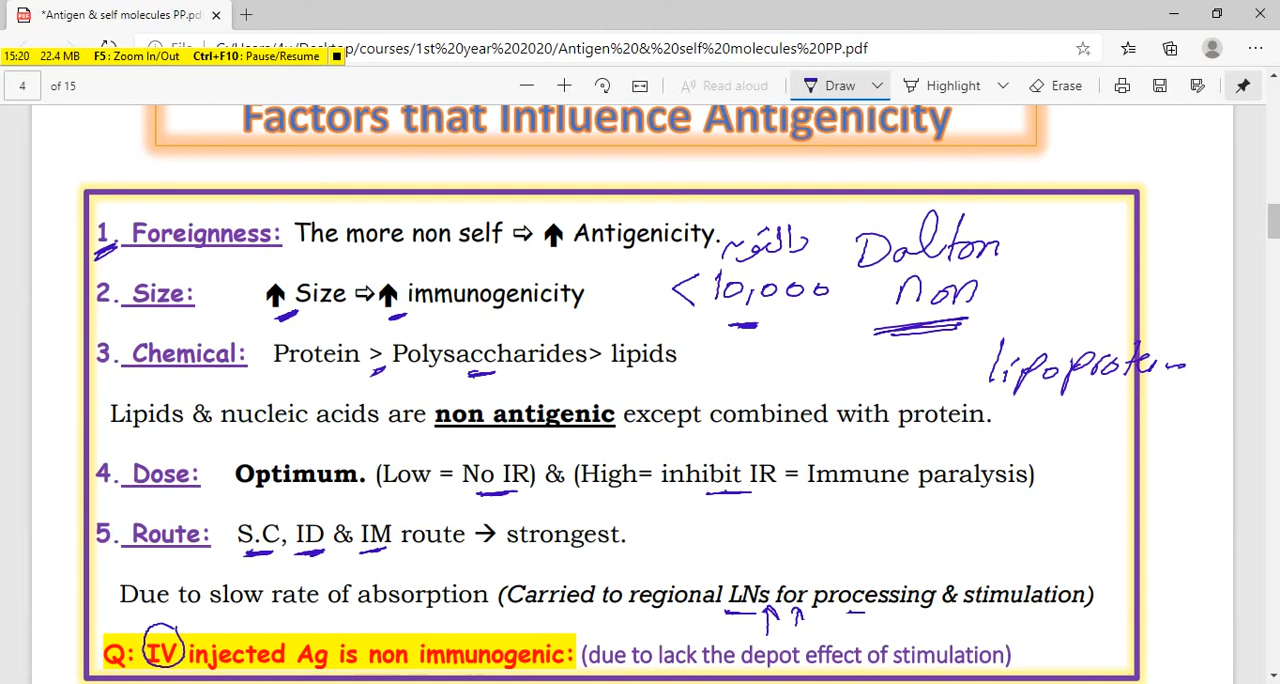 *Antigen & self molecules PP.pdf
File C:/Users/4u/Desktop/courses/1st%20year%202020/Antigen%20&%20self%20molecules%20PP.pdf
15:20 22.4 MB F5: Zoom In/Out Ctrl+F10: Pause/Resume
4 of 15 Read aloud Draw Highlight Erase
Factors that Influence Antigenicity
1. Foreignness: The more non self ⇨ ⬆ Antigenicity.
دالتون Dalton
2. Size: ⬆ Size ⇨ ⬆ immunogenicity < 10,000 non
3. Chemical: Protein > Polysaccharides> lipids
lipoprotein
Lipids & nucleic acids are non antigenic except combined with protein.
4. Dose: Optimum. (Low = No IR) & (High= inhibit IR = Immune paralysis)
5. Route: S.C, ID & IM route → strongest.
Due to slow rate of absorption (Carried to regional LNs for processing & stimulation)
Q: IV injected Ag is non immunogenic: (due to lack the depot effect of stimulation)